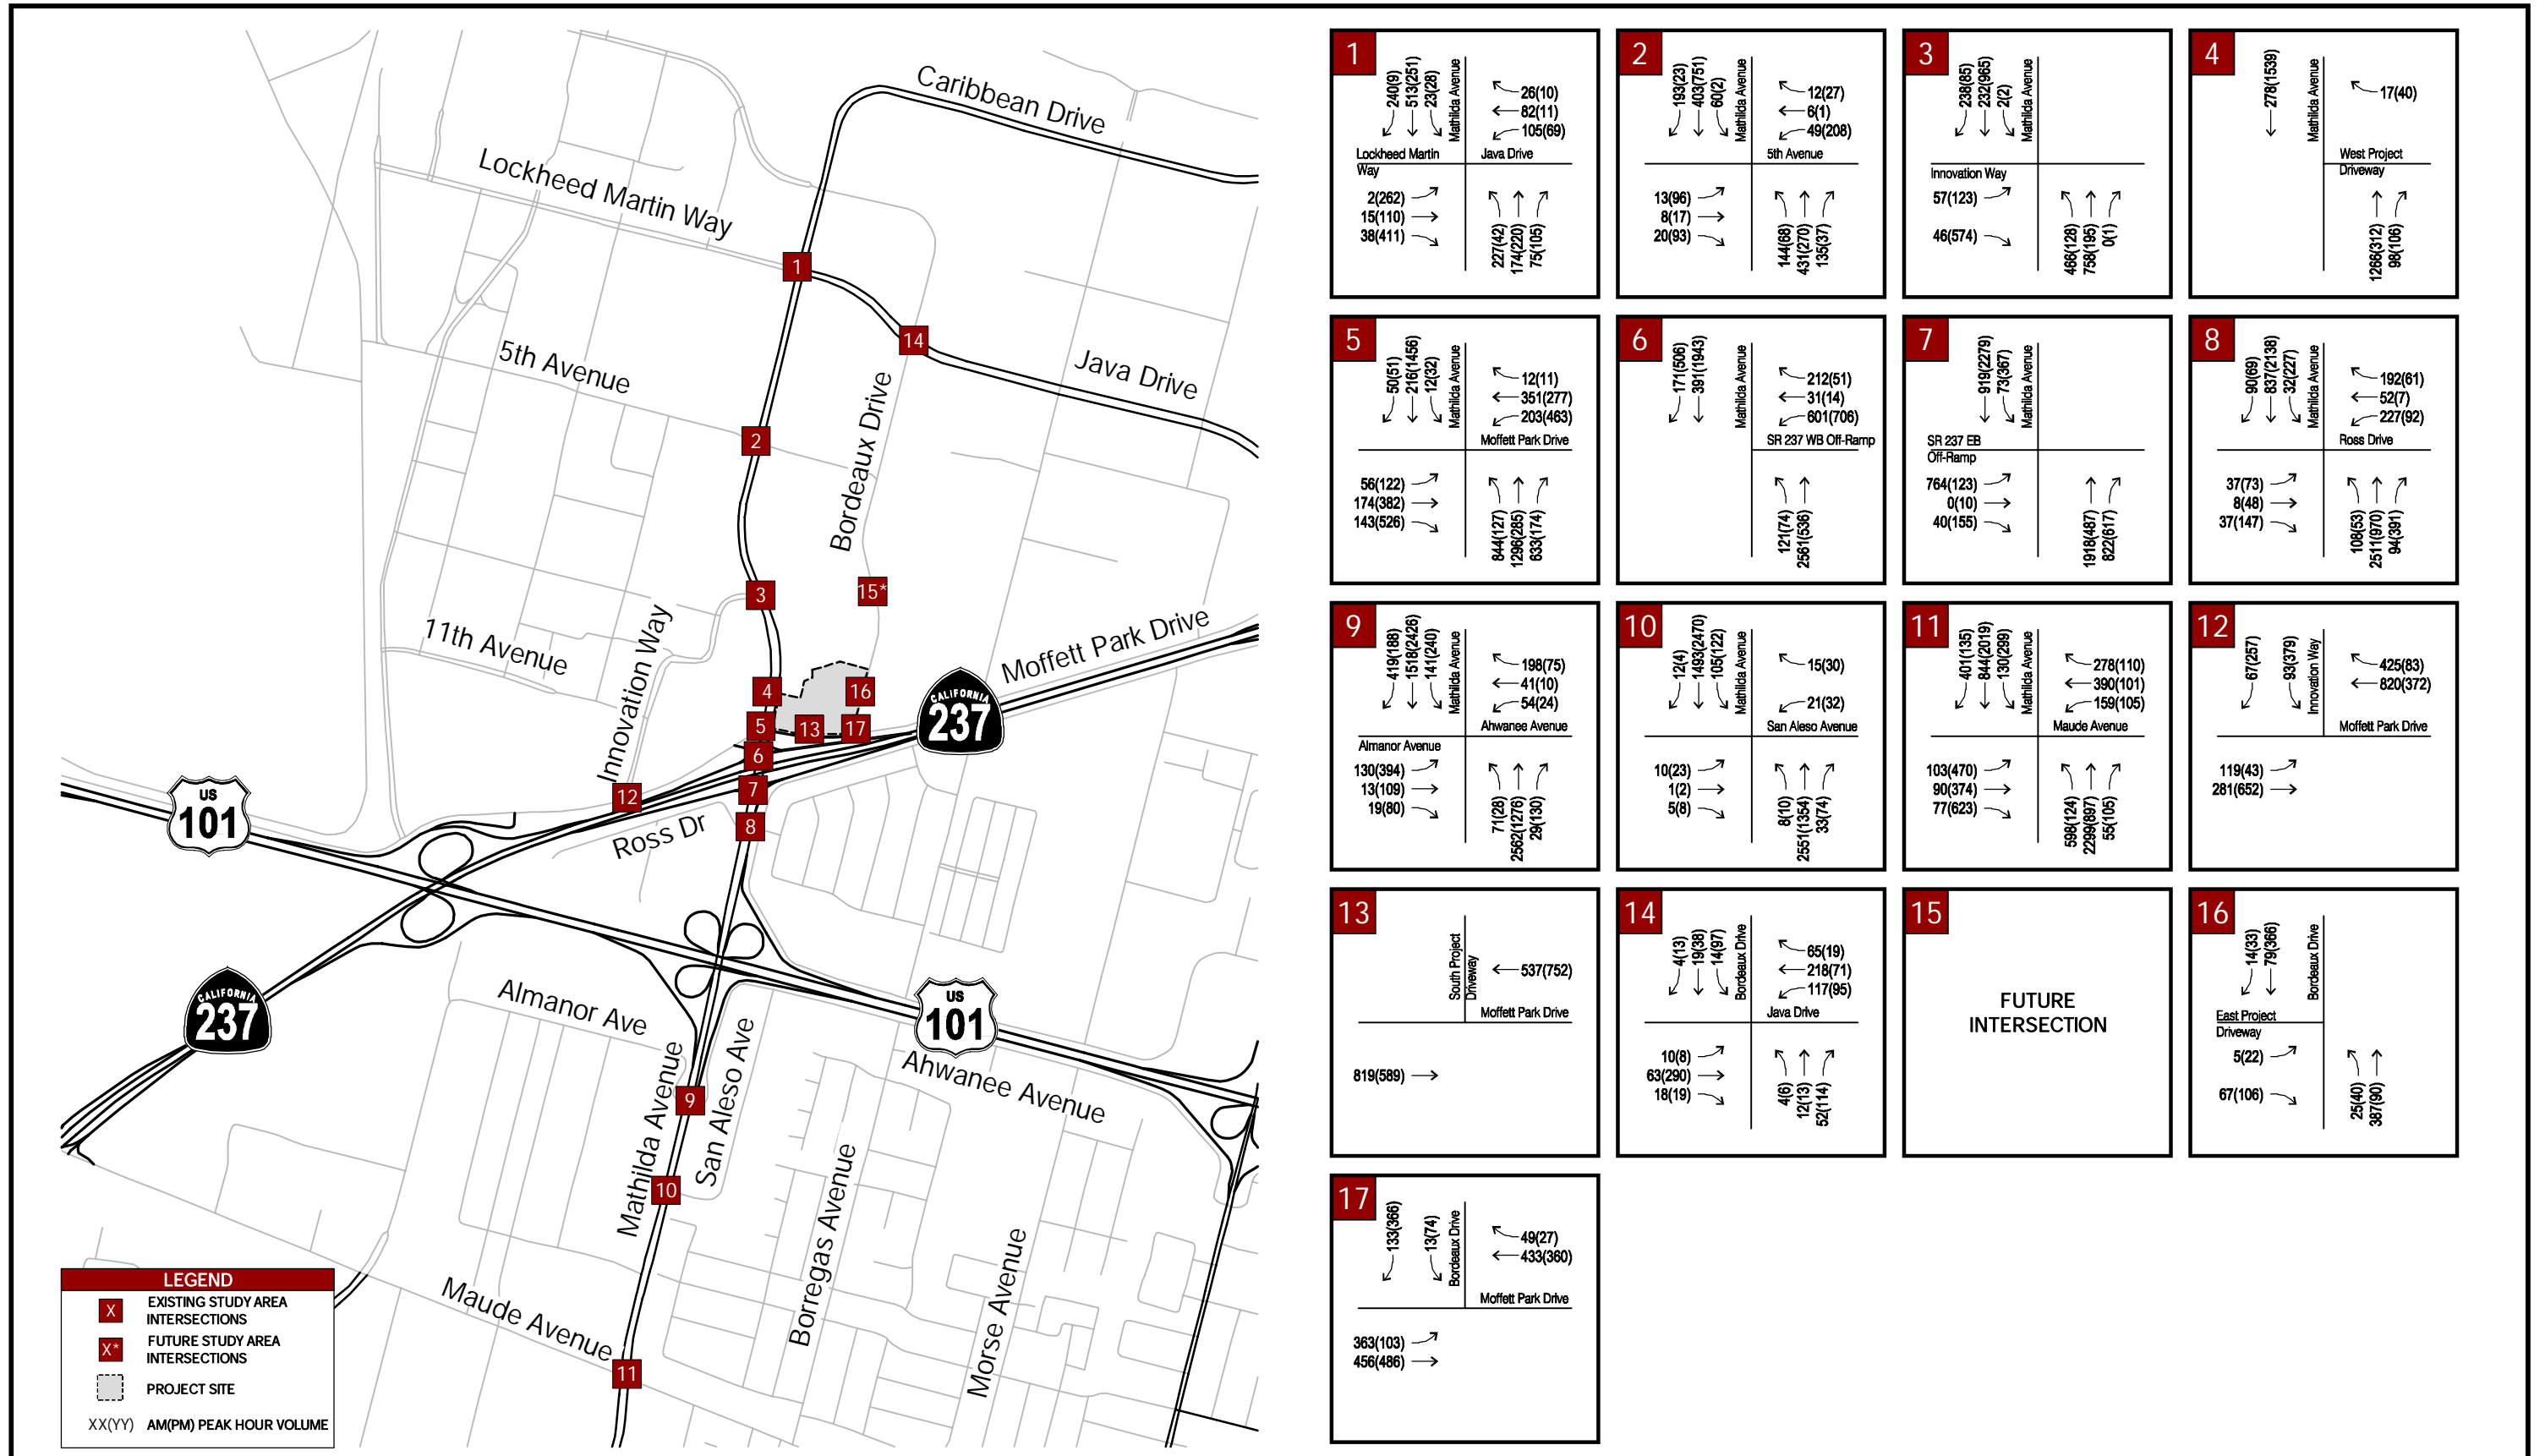 Caribbean Drive
Lockheed Martin Way
1
14
5th Avenue
Java Drive
2
Bordeaux Drive
3
15*
11th Avenue
Innovation Way
Moffett Park Drive
4
16
5
13
17
CALIFORNIA
237
6
7
12
8
US
101
Ross Dr
CALIFORNIA
237
Almanor Ave
US
101
Mathilda Avenue
San Aleso Ave
Ahwanee Avenue
9
10
Borregas Avenue
Morse Avenue
Maude Avenue
11
LEGEND
X
EXISTING STUDY AREA
INTERSECTIONS
X*
FUTURE STUDY AREA
INTERSECTIONS
PROJECT SITE
XX(YY) AM(PM) PEAK HOUR VOLUME
1
240(9)
513(251)
23(28)
Mathilda Avenue
26(10)
82(11)
105(69)
Lockheed Martin
Way
Java Drive
2(262)
15(110)
38(411)
227(42)
174(220)
75(105)
2
193(23)
403(751)
60(2)
Mathilda Avenue
12(27)
6(1)
49(208)
5th Avenue
13(96)
8(17)
20(93)
144(68)
431(270)
135(37)
3
238(85)
232(965)
2(2)
Mathilda Avenue
Innovation Way
57(123)
46(574)
466(128)
758(195)
0(1)
4
278(1539)
Mathilda Avenue
17(40)
West Project
Driveway
1266(312)
98(106)
5
50(51)
216(1456)
12(32)
Mathilda Avenue
12(11)
351(277)
203(463)
Moffett Park Drive
56(122)
174(382)
143(526)
844(127)
1296(285)
633(174)
6
171(506)
391(1943)
Mathilda Avenue
212(51)
31(14)
601(706)
SR 237 WB Off-Ramp
121(74)
2561(536)
7
919(2279)
73(367)
Mathilda Avenue
SR 237 EB
Off-Ramp
764(123)
0(10)
40(155)
1918(487)
822(617)
8
90(69)
837(2138)
32(227)
Mathilda Avenue
192(61)
52(7)
227(92)
Ross Drive
37(73)
8(48)
37(147)
108(53)
2511(970)
94(391)
9
419(188)
1518(2426)
141(240)
Mathilda Avenue
198(75)
41(10)
54(24)
Ahwanee Avenue
Almanor Avenue
130(394)
13(109)
19(80)
71(28)
2562(1276)
29(130)
10
12(4)
1493(2470)
105(122)
Mathilda Avenue
15(30)
21(32)
San Aleso Avenue
10(23)
1(2)
5(8)
8(10)
2551(1354)
33(74)
11
401(135)
844(2019)
130(299)
Mathilda Avenue
278(110)
390(101)
159(105)
Maude Avenue
103(470)
90(374)
77(623)
598(124)
2299(897)
55(105)
12
67(257)
93(379)
Innovation Way
425(83)
820(372)
Moffett Park Drive
119(43)
281(652)
13
South Project
Driveway
537(752)
Moffett Park Drive
819(589)
14
4(13)
19(38)
14(97)
Bordeaux Drive
65(19)
218(71)
117(95)
Java Drive
10(8)
63(290)
18(19)
4(6)
12(13)
52(114)
15
FUTURE
INTERSECTION
16
14(33)
79(366)
Bordeaux Drive
East Project
Driveway
5(22)
67(106)
25(40)
387(90)
17
133(366)
13(74)
Bordeaux Drive
49(27)
433(360)
Moffett Park Drive
363(103)
456(486)